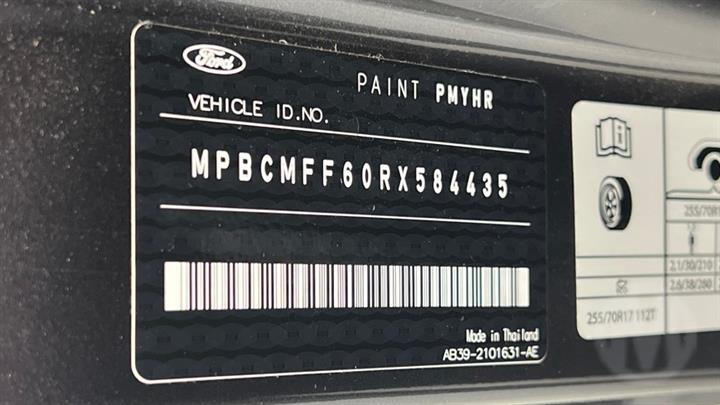 Ford
PAINT PMYHR
VEHICLE ID.NO.
MPBCMFF60RX584435
Made in Thailand
AB39-2101631-AE
255/70R1
2.1/30/210
2.6/38/260
255/70R17 112T